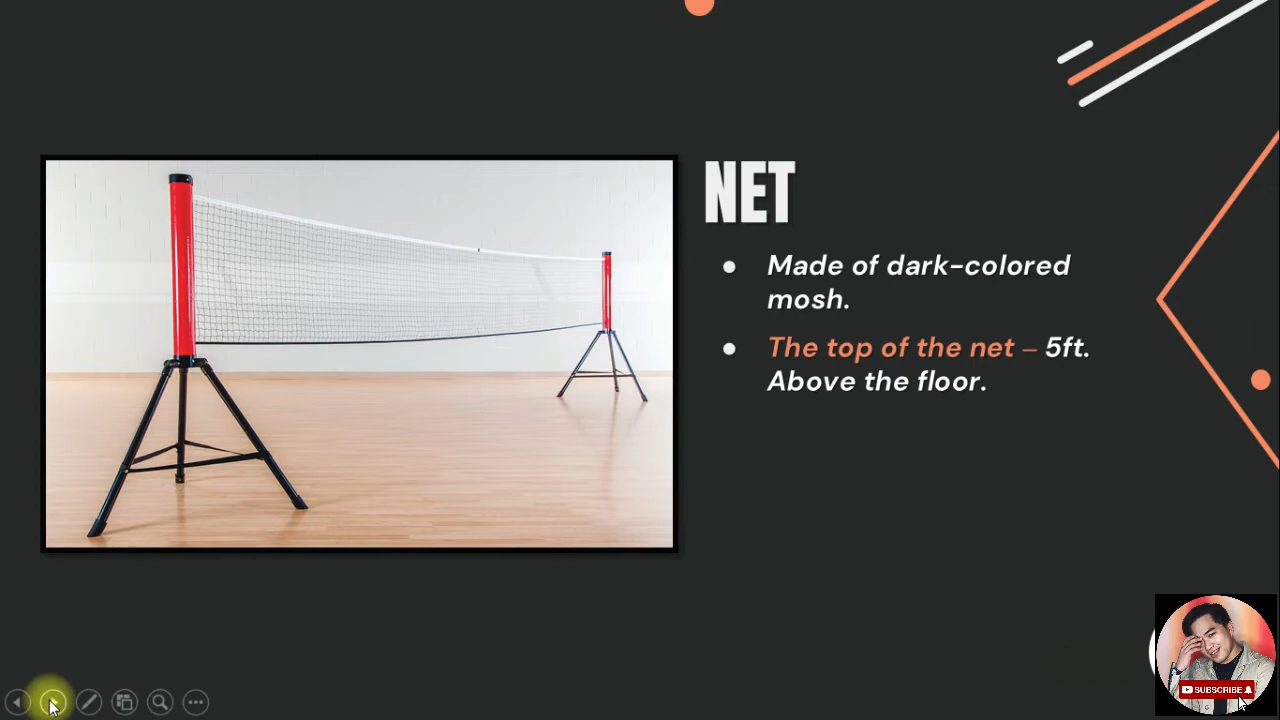 NET
Made of dark-colored
mosh.
The top of the net – 5ft.
Above the floor.
SUBSCRIBE